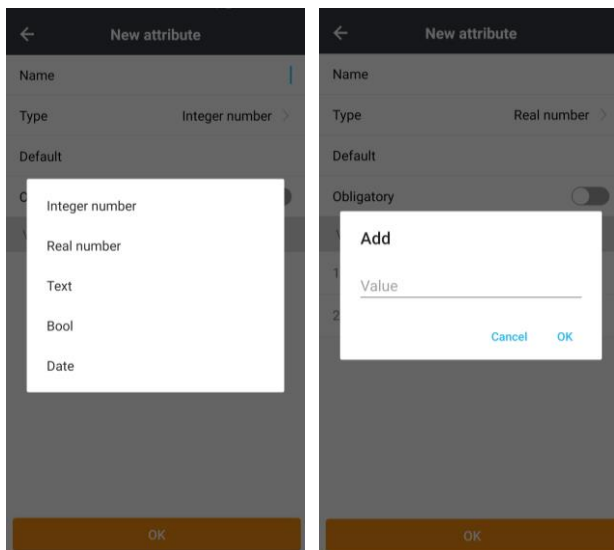 New attribute
Name
Type Integer number
Default
Integer number
Real number
Text
Bool
Date
OK
New attribute
Name
Type Real number
Default
Obligatory
Add
1
Value
2
Cancel OK
OK